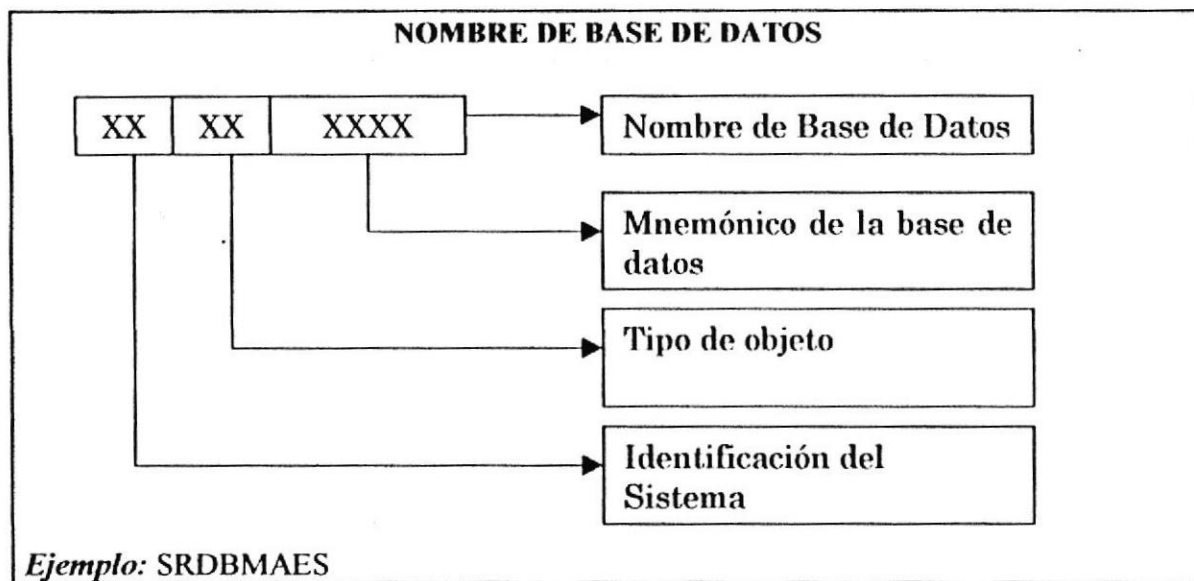 NOMBRE DE BASE DE DATOS
XX XX XXXX
Nombre de Base de Datos
Mnemónico de la base de
datos
Tipo de objeto
Identificación del
Sistema
Ejemplo: SRDBMAES